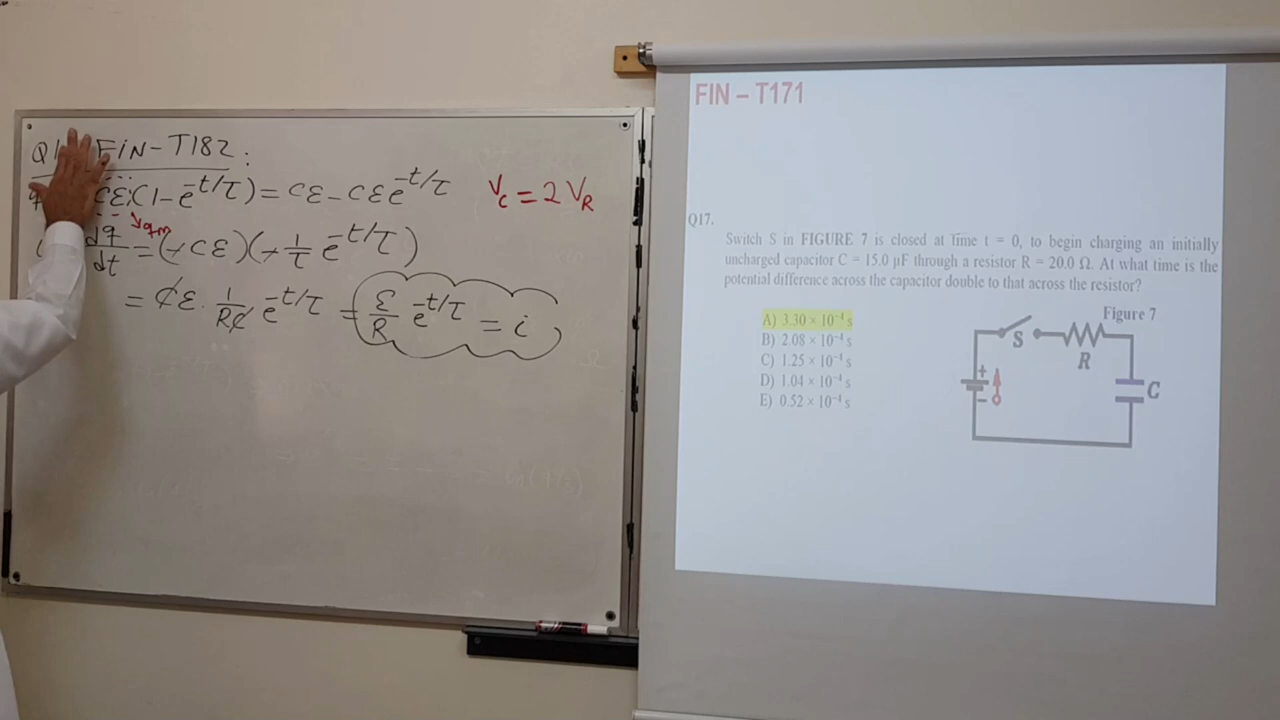 Q1 FiN-T182:
CE(1-e^-t/τ) = CE - CEe^-t/τ
Vc = 2VR
qm
dq/dt = (-CE)(-1/τ e^-t/τ)
= CE · 1/RC e^-t/τ = E/R e^-t/τ = i
FIN – T171
Q17.
Switch S in FIGURE 7 is closed at Time t = 0, to begin charging an initially
uncharged capacitor C = 15.0 μF through a resistor R = 20.0 Ω. At what time is the
potential difference across the capacitor double to that across the resistor?
A) 3.30 × 10⁻⁴ s
B) 2.08 × 10⁻⁴ s
C) 1.25 × 10⁻⁴ s
D) 1.04 × 10⁻⁴ s
E) 0.52 × 10⁻⁴ s
Figure 7
S
R
+
-
C